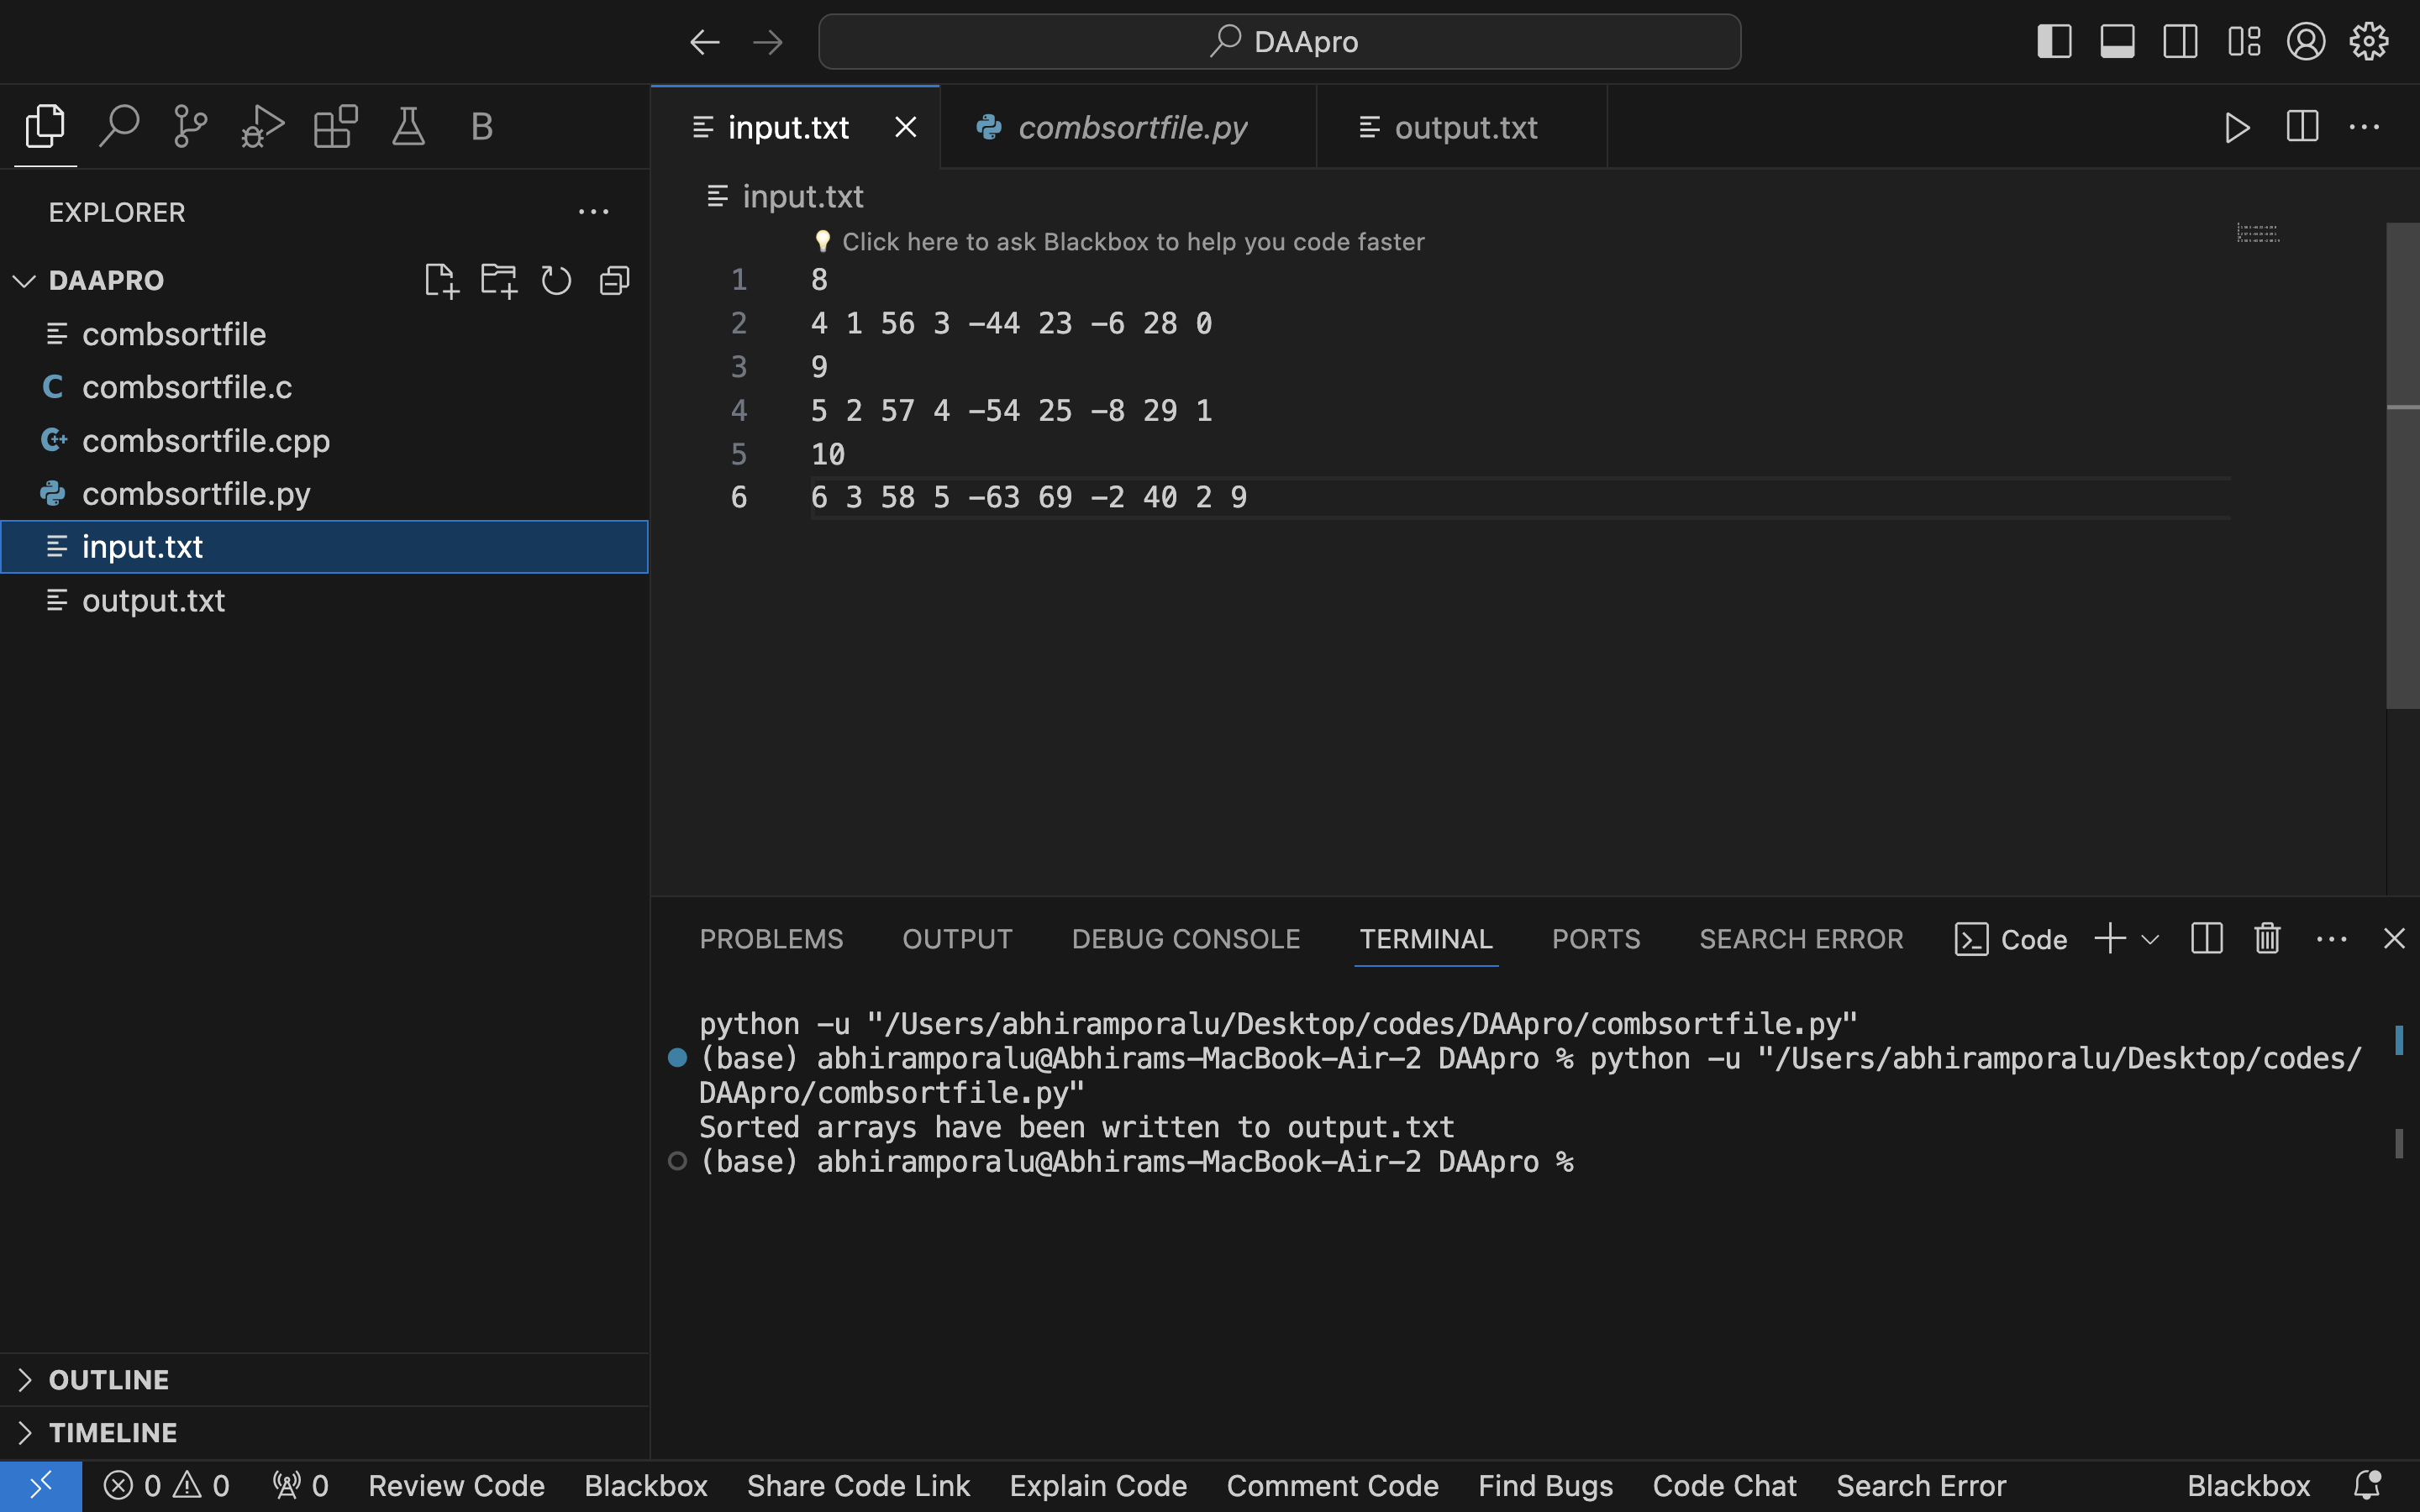 DAApro
B
input.txt
combsortfile.py
output.txt
EXPLORER
input.txt
💡 Click here to ask Blackbox to help you code faster
DAAPRO
combsortfile
C combsortfile.c
C++ combsortfile.cpp
combsortfile.py
input.txt
output.txt
1 8
2 4 1 56 3 -44 23 -6 28 0
3 9
4 5 2 57 4 -54 25 -8 29 1
5 10
6 6 3 58 5 -63 69 -2 40 2 9
PROBLEMS OUTPUT DEBUG CONSOLE TERMINAL PORTS SEARCH ERROR Code
python -u "/Users/abhiramporalu/Desktop/codes/DAApro/combsortfile.py"
(base) abhiramporalu@Abhirams-MacBook-Air-2 DAApro % python -u "/Users/abhiramporalu/Desktop/codes/
DAApro/combsortfile.py"
Sorted arrays have been written to output.txt
(base) abhiramporalu@Abhirams-MacBook-Air-2 DAApro %
OUTLINE
TIMELINE
0 0 0 Review Code Blackbox Share Code Link Explain Code Comment Code Find Bugs Code Chat Search Error Blackbox